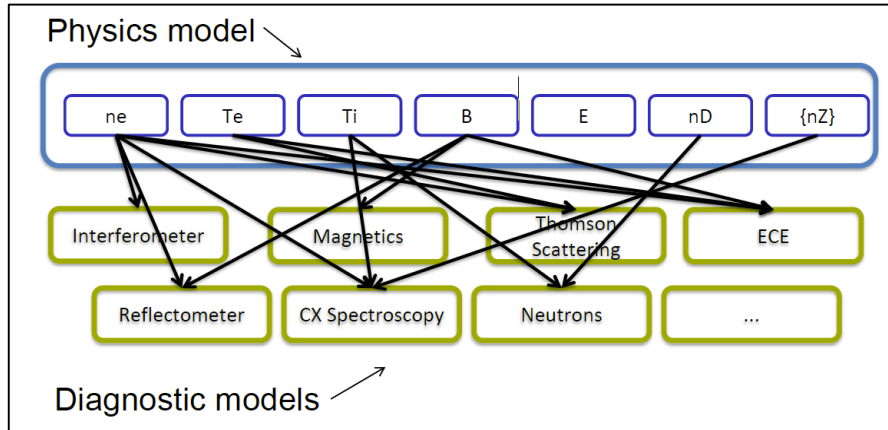 Physics model
ne
Te
Ti
B
E
nD
{nZ}
Interferometer
Magnetics
Thomson
Scattering
ECE
Reflectometer
CX Spectroscopy
Neutrons
...
Diagnostic models